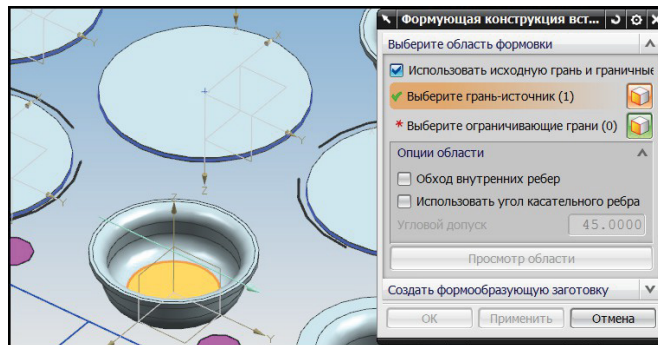 Формующая конструкция вст...
Выберите область формовки
Использовать исходную грань и граничные
Выберите грань-источник (1)
* Выберите ограничивающие грани (0)
Опции области
Обход внутренних ребер
Использовать угол касательного ребра
Угловой допуск 45.0000
Просмотр области
Создать формообразующую заготовку
ОК Применить Отмена
X
Y
Z
Z
Y
X
Y
Y